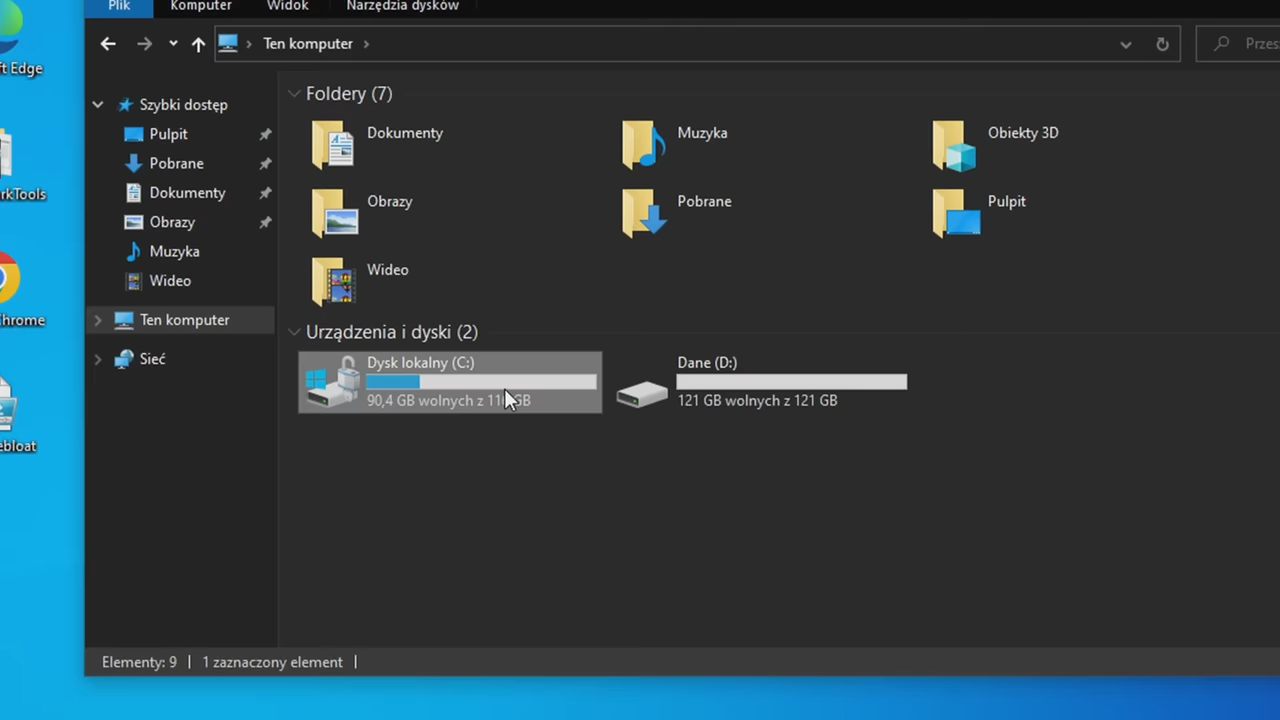 Plik Komputer Widok Narzędzia dysków
Ten komputer
Przes
ft Edge
rkTools
Chrome
ebloat
Szybki dostęp
Pulpit
Pobrane
Dokumenty
Obrazy
Muzyka
Wideo
Ten komputer
Sieć
Foldery (7)
Dokumenty
Muzyka
Obiekty 3D
Obrazy
Pobrane
Pulpit
Wideo
Urządzenia i dyski (2)
Dysk lokalny (C:)
90,4 GB wolnych z GB
Dane (D:)
121 GB wolnych z 121 GB
Elementy: 9 1 zaznaczony element